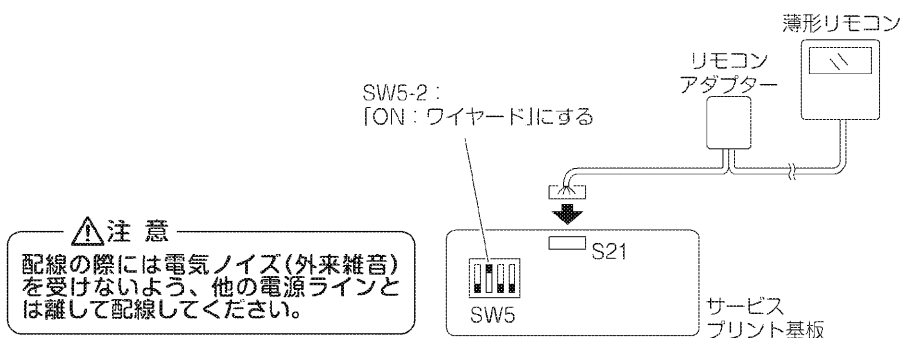 薄形リモコン
リモコン
アダプター
SW5-2：
「ON：ワイヤード」にする
S21
SW5
サービス
プリント基板
⚠注 意
配線の際には電気ノイズ(外来雑音)
を受けないよう、他の電源ラインと
は離して配線してください。